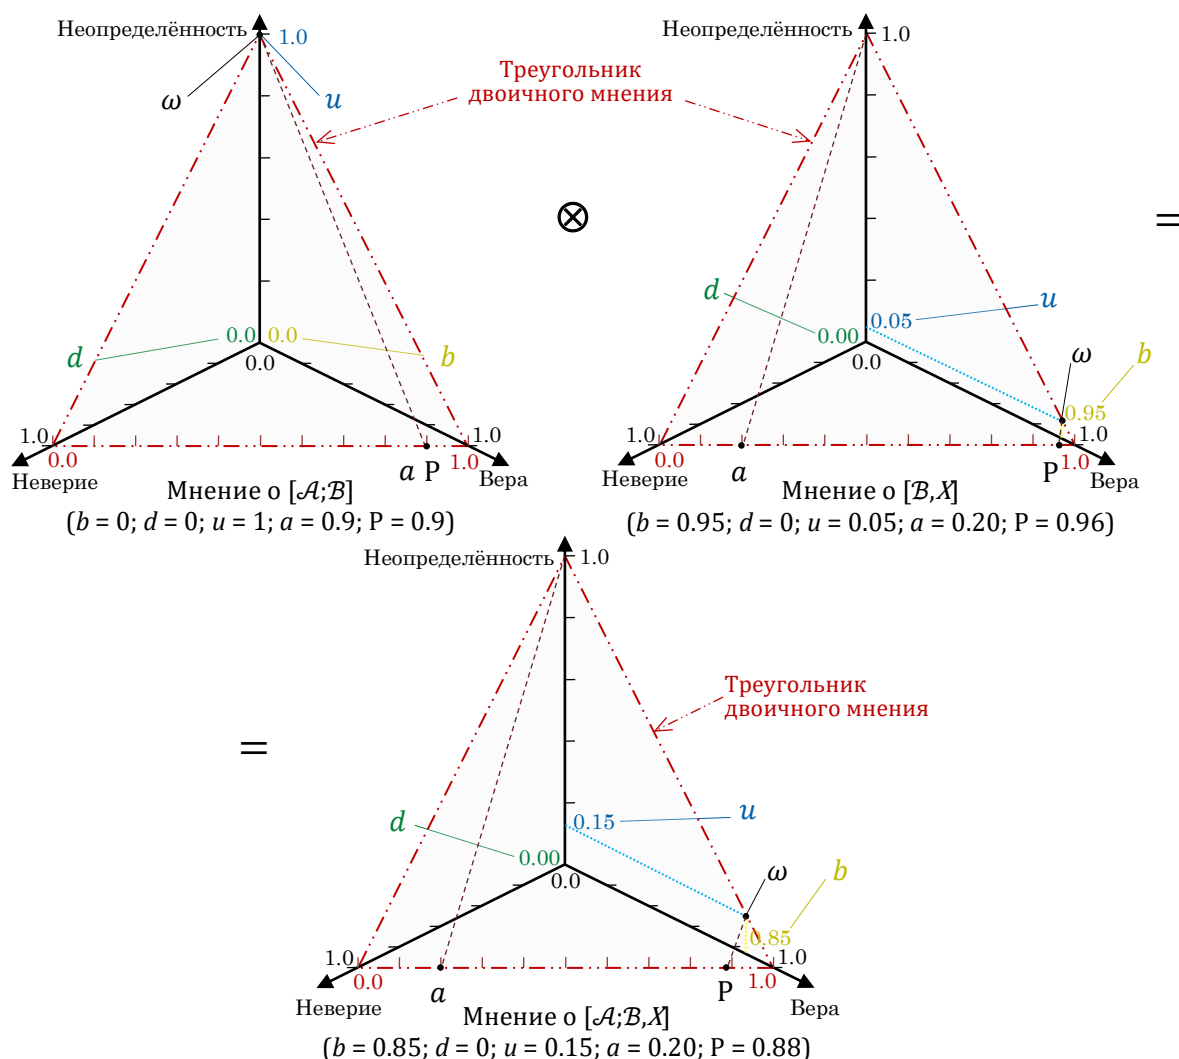 Неопределённость
1.0
ω
u
d
0.0
0.0
b
0.0
1.0
0.0
a P
1.0
1.0
Неверие
Вера
Мнение о [𝒜;ℬ]
(b = 0; d = 0; u = 1; a = 0.9; P = 0.9)
Треугольник
двоичного мнения
⊗
Неопределённость
1.0
d
u
0.00
0.05
0.0
ω
b
0.95
1.0
0.0
a
P
1.0
1.0
Неверие
Вера
Мнение о [ℬ,X]
(b = 0.95; d = 0; u = 0.05; a = 0.20; P = 0.96)
=
=
Неопределённость
1.0
Треугольник
двоичного мнения
d
0.15
u
0.00
0.0
ω
b
0.85
1.0
0.0
a
P
1.0
1.0
Неверие
Вера
Мнение о [𝒜;ℬ,X]
(b = 0.85; d = 0; u = 0.15; a = 0.20; P = 0.88)